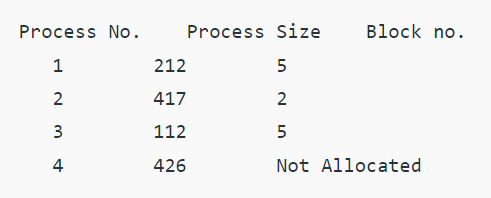 Process No. Process Size Block no.
1 212 5
2 417 2
3 112 5
4 426 Not Allocated